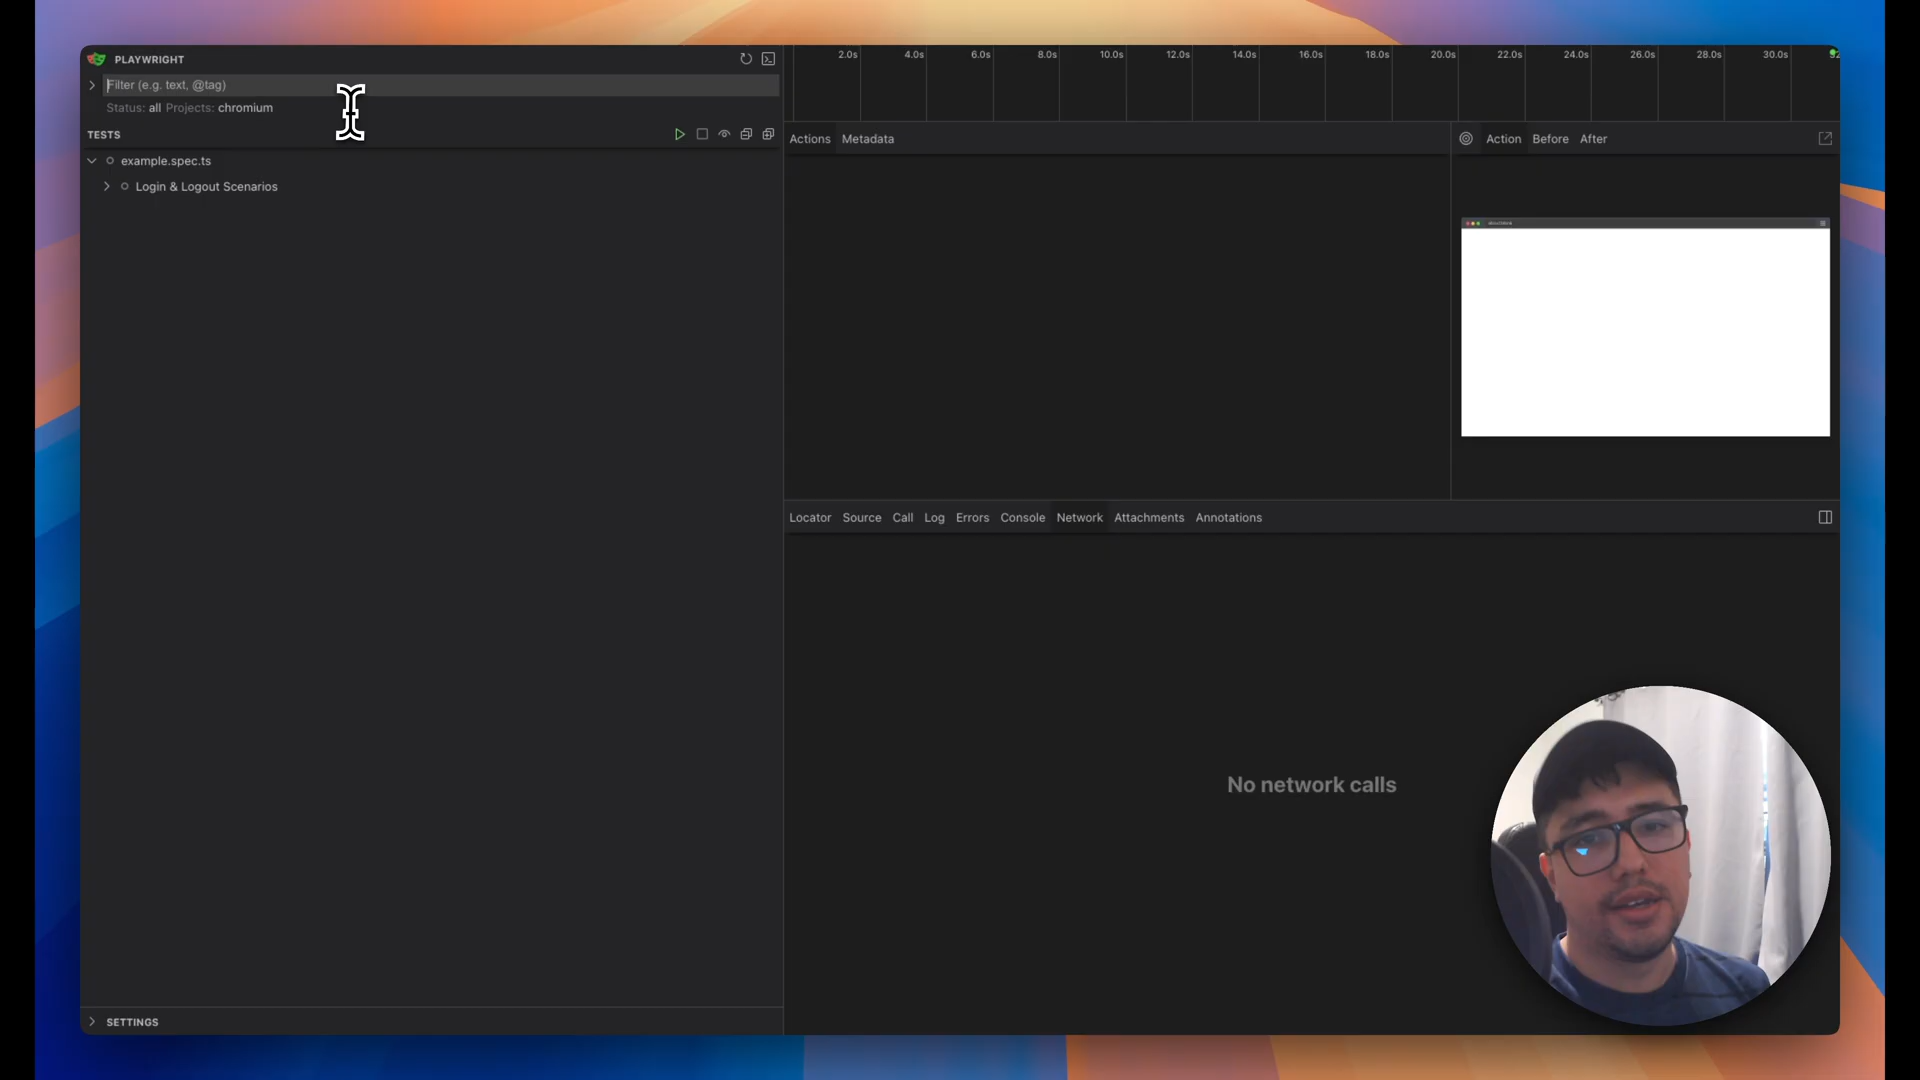 PLAYWRIGHT
Filter (e.g. text, @tag)
Status: all Projects: chromium
TESTS
example.spec.ts
Login & Logout Scenarios
SETTINGS
2.0s 4.0s 6.0s 8.0s 10.0s 12.0s 14.0s 16.0s 18.0s 20.0s 22.0s 24.0s 26.0s 28.0s 30.0s
Actions Metadata
Action Before After
Locator Source Call Log Errors Console Network Attachments Annotations
No network calls